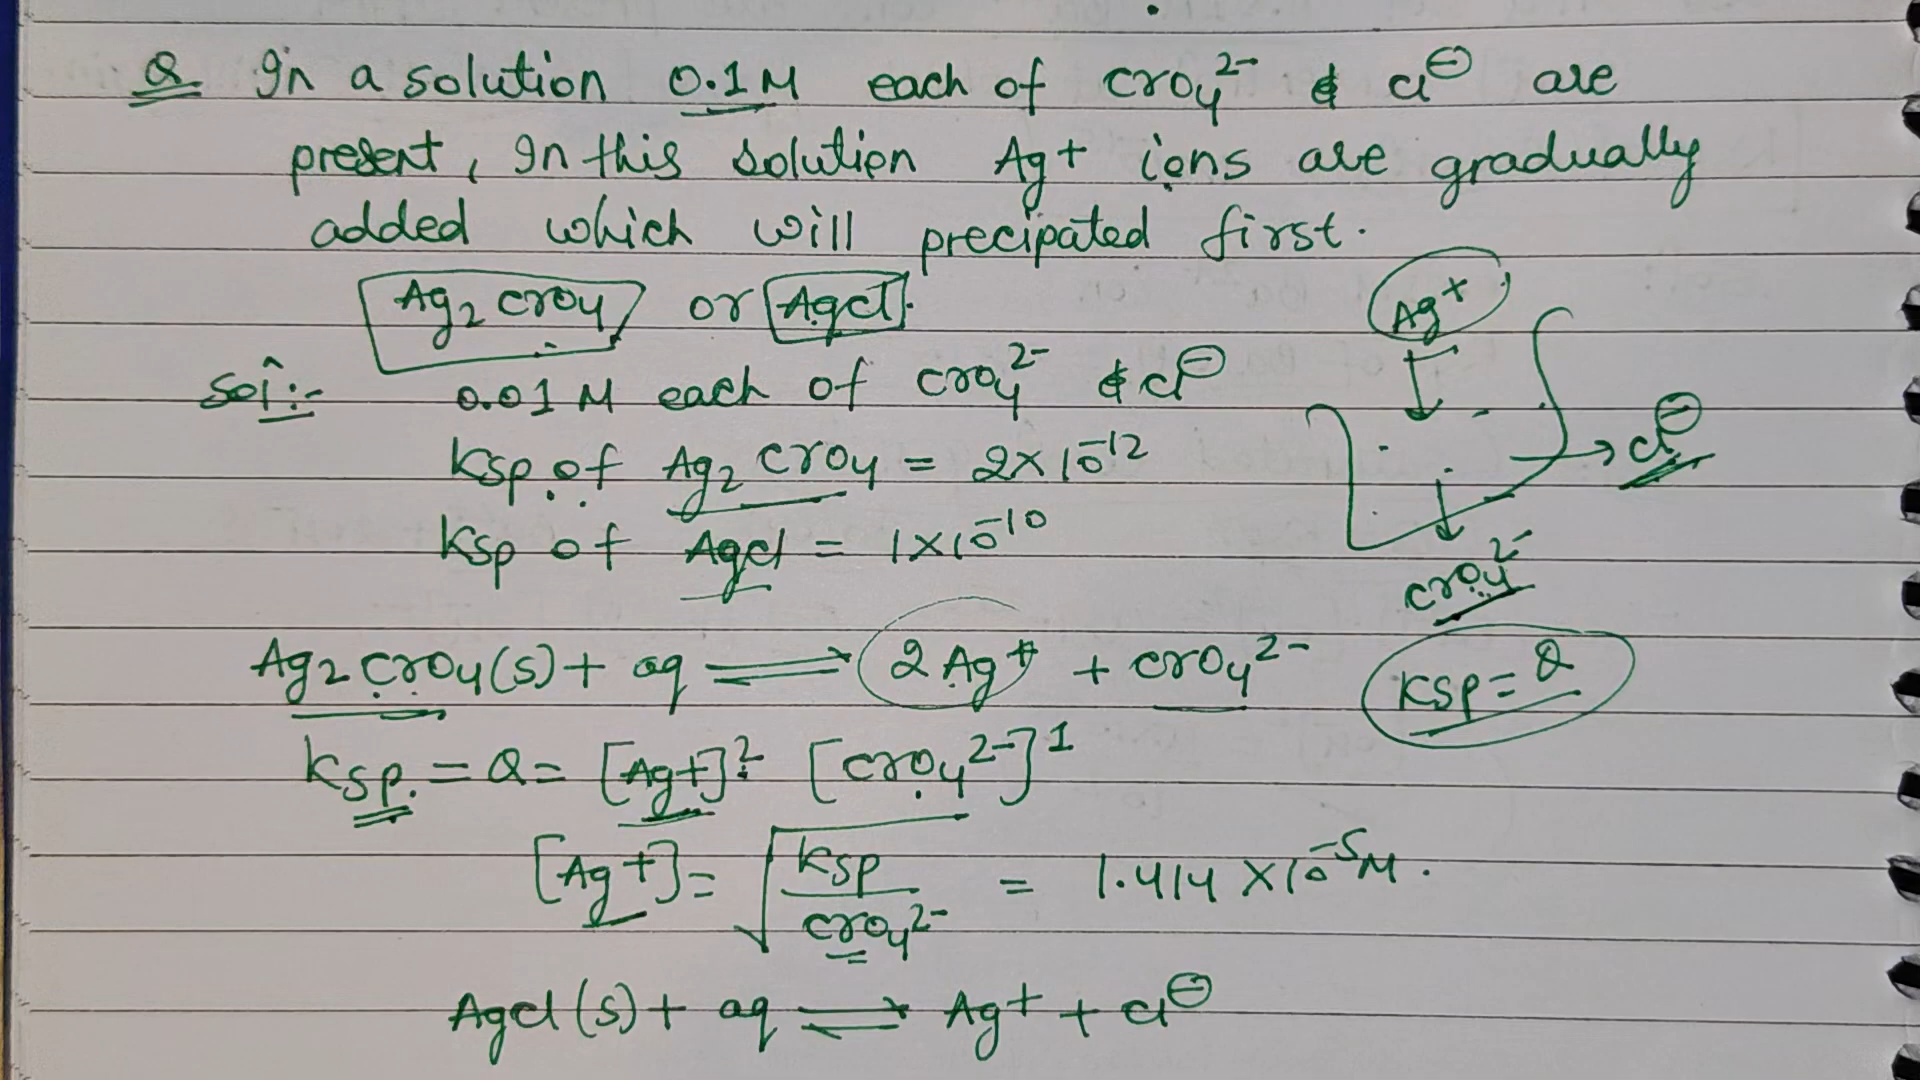 Q In a solution 0.1M each of CrO4^2- & Cl⊖ are
present, In this solution Ag+ ions are gradually
added which will precipated first.
Ag2CrO4 or AgCl.
Ag+
Sol:- 0.01 M each of CrO4^2- & Cl⊖
Ksp of Ag2CrO4 = 2×10^-12
Cl⊖
Ksp of AgCl = 1×10^-10
CrO4^2-
Ag2CrO4(s) + aq ⇌ 2Ag+ + CrO4^2-
Ksp = Q
Ksp = Q = [Ag+]^2 [CrO4^2-]^1
[Ag+] = √(Ksp/CrO4^2-) = 1.414 ×10^-5M.
AgCl(s) + aq ⇌ Ag+ + Cl⊖